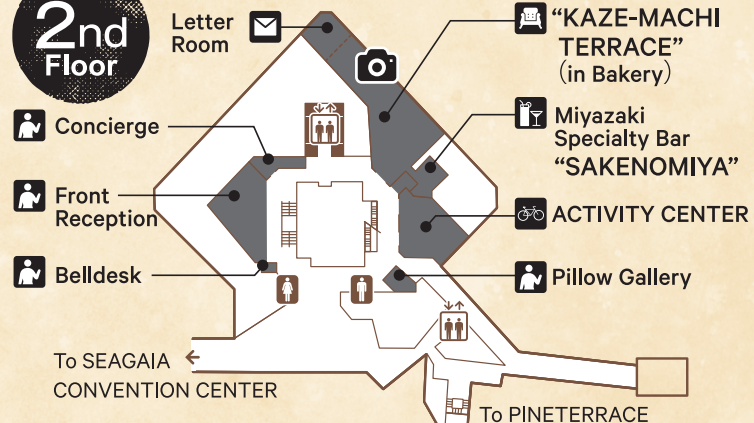 2nd
Floor
Letter
Room
"KAZE-MACHI
TERRACE"
(in Bakery)
Concierge
Miyazaki
Specialty Bar
"SAKENOMIYA"
Front
Reception
ACTIVITY CENTER
Belldesk
Pillow Gallery
To SEAGAIA
CONVENTION CENTER
To PINETERRACE